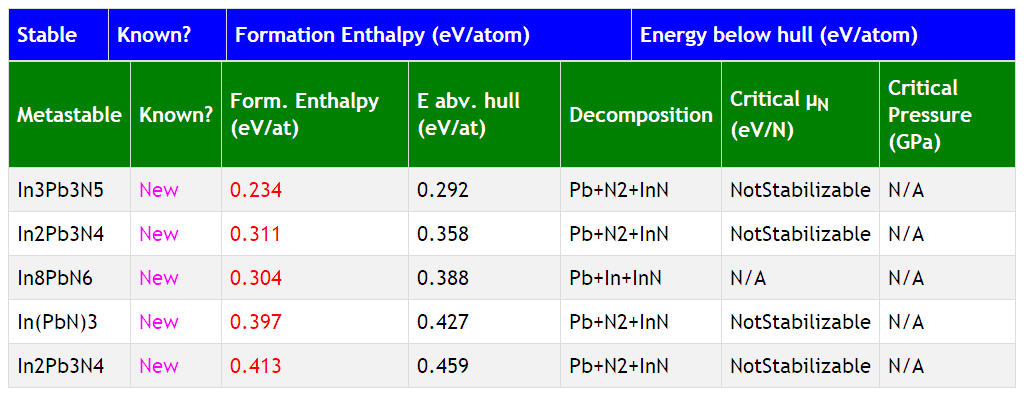 Stable Known? Formation Enthalpy (eV/atom) Energy below hull (eV/atom)
Metastable Known? Form. Enthalpy (eV/at) E abv. hull (eV/at) Decomposition Critical μN (eV/N) Critical Pressure (GPa)
In3Pb3N5 New 0.234 0.292 Pb+N2+InN NotStabilizable N/A
In2Pb3N4 New 0.311 0.358 Pb+N2+InN NotStabilizable N/A
In8PbN6 New 0.304 0.388 Pb+In+InN N/A N/A
In(PbN)3 New 0.397 0.427 Pb+N2+InN NotStabilizable N/A
In2Pb3N4 New 0.413 0.459 Pb+N2+InN NotStabilizable N/A